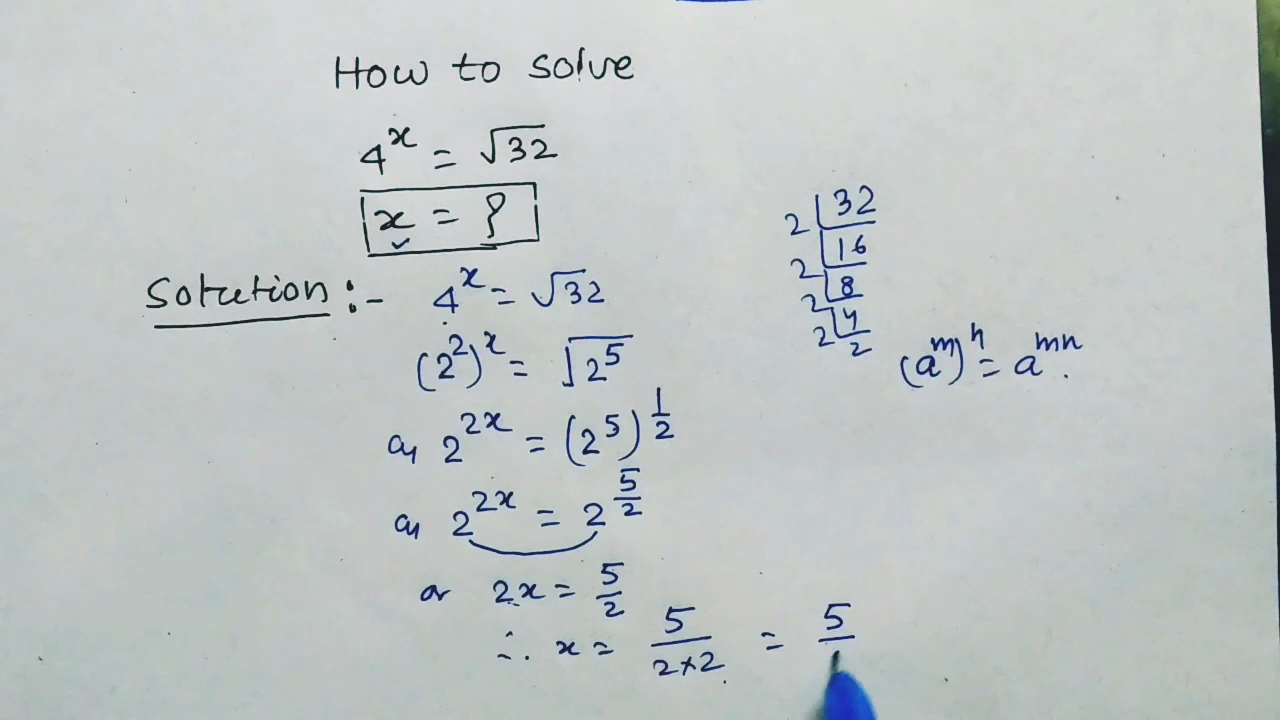 How to solve
4^x = √32
x = ?
Solution :- 4^x = √32
(2^2)^x = √2^5
or 2^2x = (2^5)^1/2
or 2^2x = 2^5/2
or 2x = 5/2
∴ x = 5/2×2 = 5/
2 32
2 16
2 8
2 4
2
(a^m)^n = a^mn.